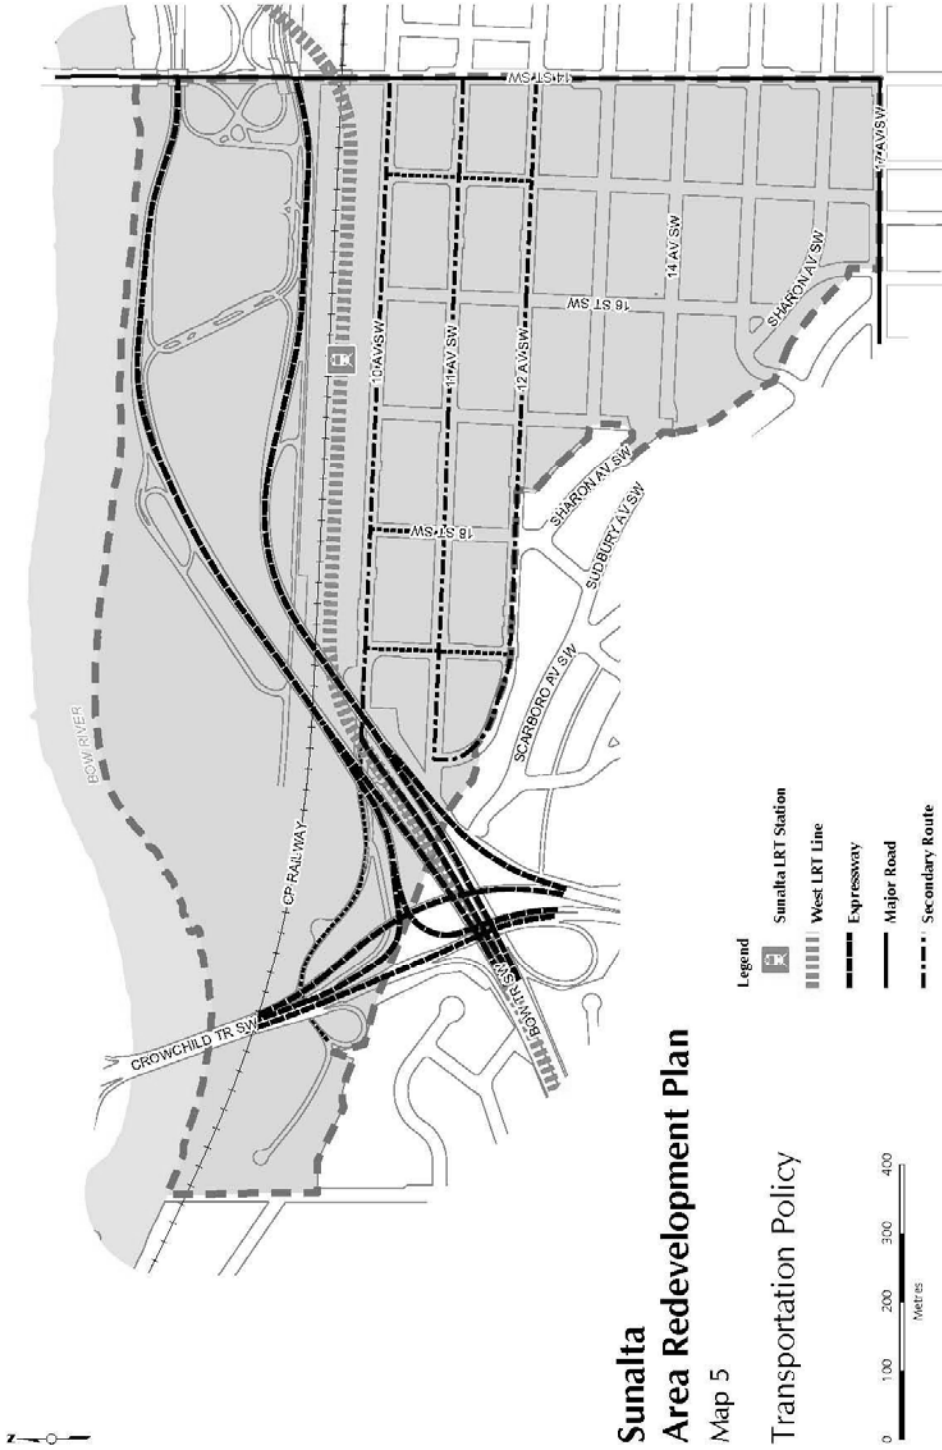 N
BOW RIVER
CROWCHILD TR SW
CP RAILWAY
BOW TR SW
14 ST SW
10 AV SW
11 AV SW
12 AV SW
18 ST SW
16 ST SW
14 AV SW
17 AV SW
SHARON AV SW
SHARON AV SW
SUDBURY AV SW
SCARBORO AV SW
Sunalta
Area Redevelopment Plan
Map 5
Transportation Policy
0 100 200 300 400
Metres
Legend
Sunalta LRT Station
West LRT Line
Expressway
Major Road
Secondary Route